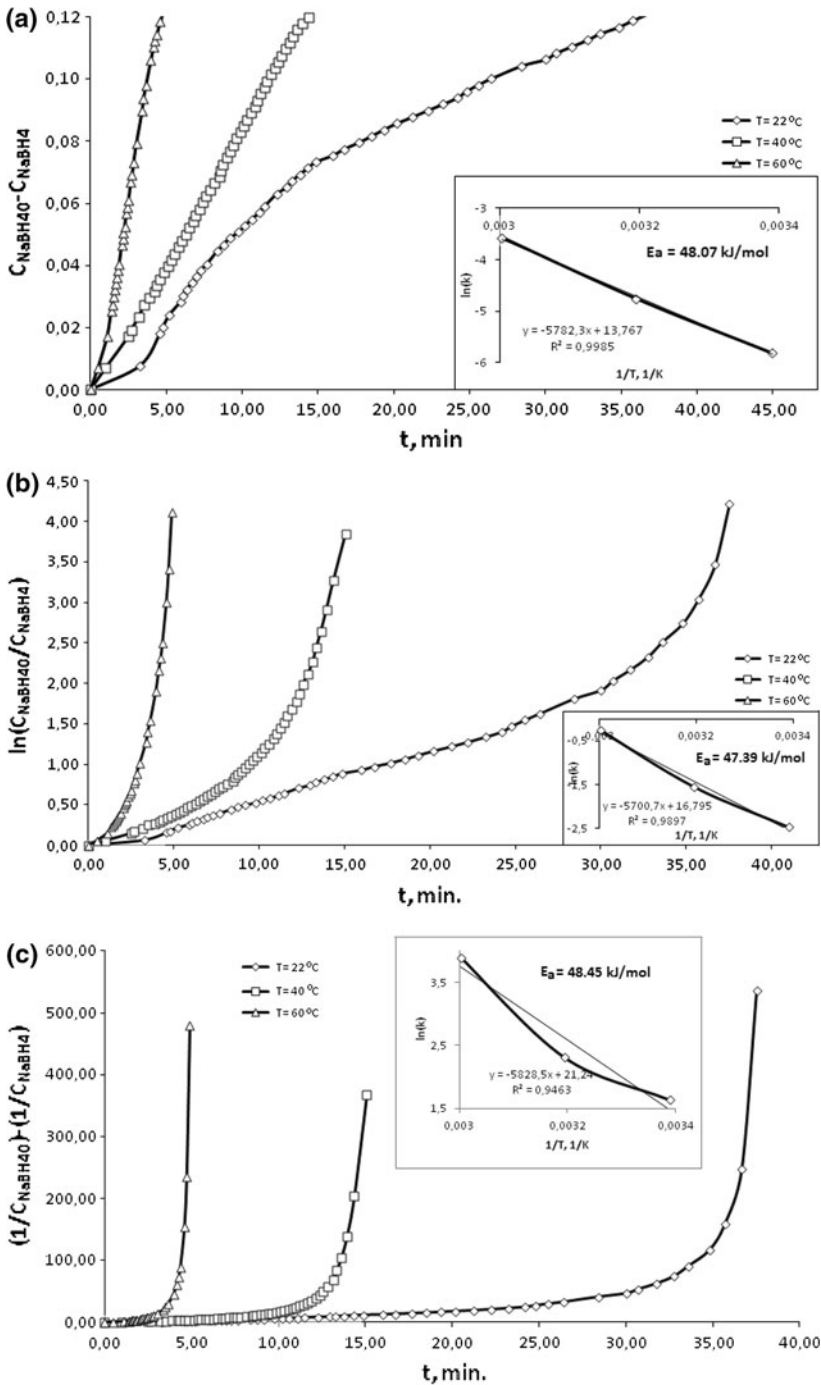 (a)
0,12
0,10
0,08
0,06
0,04
0,02
0,00
C_NaBH40-C_NaBH4
0,00 5,00 10,00 15,00 20,00 25,00 30,00 35,00 40,00 45,00
t, min
T= 22 °C
T= 40 °C
T= 60 °C
-3
-4
-5
-6
0,003 0,0032 0,0034
ln(k)
Ea = 48.07 kJ/mol
y = -5782,3x + 13,767
R² = 0,9985
1/T, 1/K
(b)
4,50
4,00
3,50
3,00
2,50
2,00
1,50
1,00
0,50
0,00
ln(C_NaBH40/C_NaBH4)
0,00 5,00 10,00 15,00 20,00 25,00 30,00 35,00 40,00
t, min.
T= 22 °C
T= 40 °C
T= 60 °C
0,003 0,0032 0,0034
-0,5
-1,5
-2,5
ln(k)
Ea = 47.39 kJ/mol
y = -5700,7x + 16,795
R² = 0,9897
1/T, 1/K
(c)
600,00
500,00
400,00
300,00
200,00
100,00
0,00
(1/C_NaBH40)-(1/C_NaBH4)
0,00 5,00 10,00 15,00 20,00 25,00 30,00 35,00 40,00
t, min.
T= 22 °C
T= 40 °C
T= 60 °C
3,5
2,5
1,5
0,003 0,0032 0,0034
ln(k)
Ea = 48.45 kJ/mol
y = -5828,5x + 21,24
R² = 0,9463
1/T, 1/K